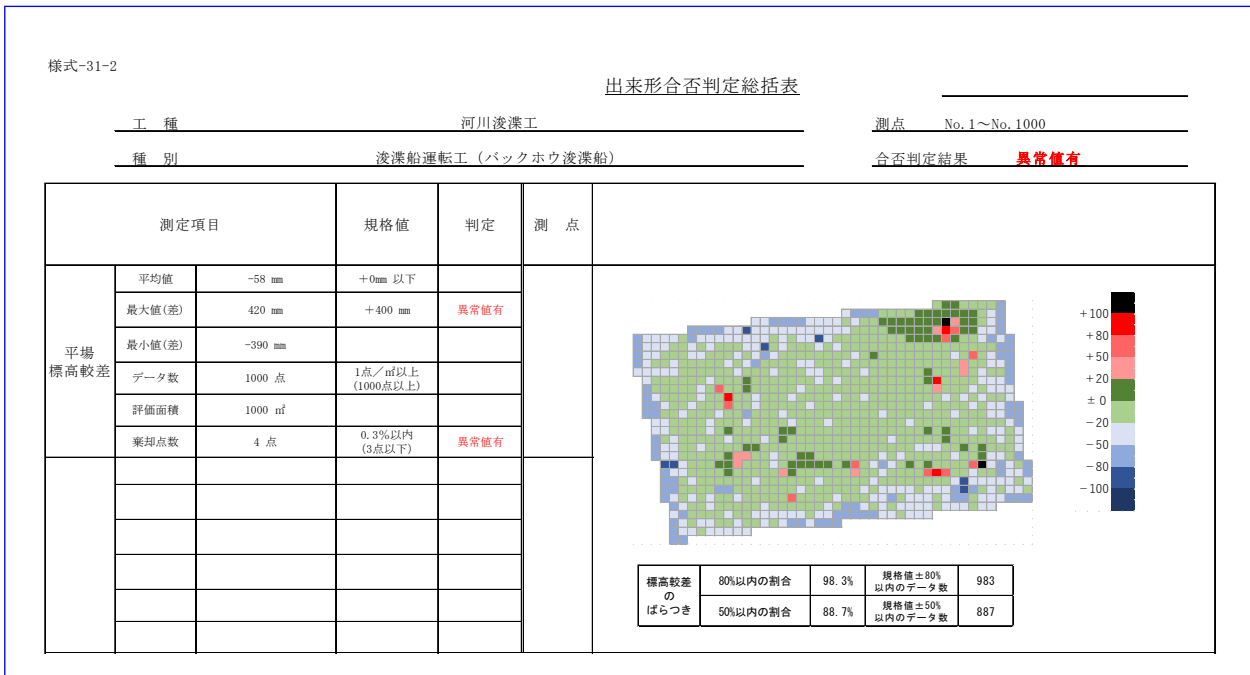 様式-31-2
出来形合否判定総括表
工 種 河川浚渫工 測点 No.1～No.1000
種 別 浚渫船運転工（バックホウ浚渫船） 合否判定結果 異常値有
測定項目 規格値 判定 測 点
平場
標高較差
平均値 -58 ㎜ ＋0㎜ 以下
最大値(差) 420 ㎜ ＋400 ㎜ 異常値有
最小値(差) -390 ㎜
データ数 1000 点 1点／㎡以上
(1000点以上)
評価面積 1000 ㎡
棄却点数 4 点 0.3％以内
(3点以下) 異常値有
＋100
＋80
＋50
＋20
± 0
－20
－50
－80
－100
標高較差
の
ばらつき
80%以内の割合 98.3% 規格値±80%
以内のデータ数 983
50%以内の割合 88.7% 規格値±50%
以内のデータ数 887